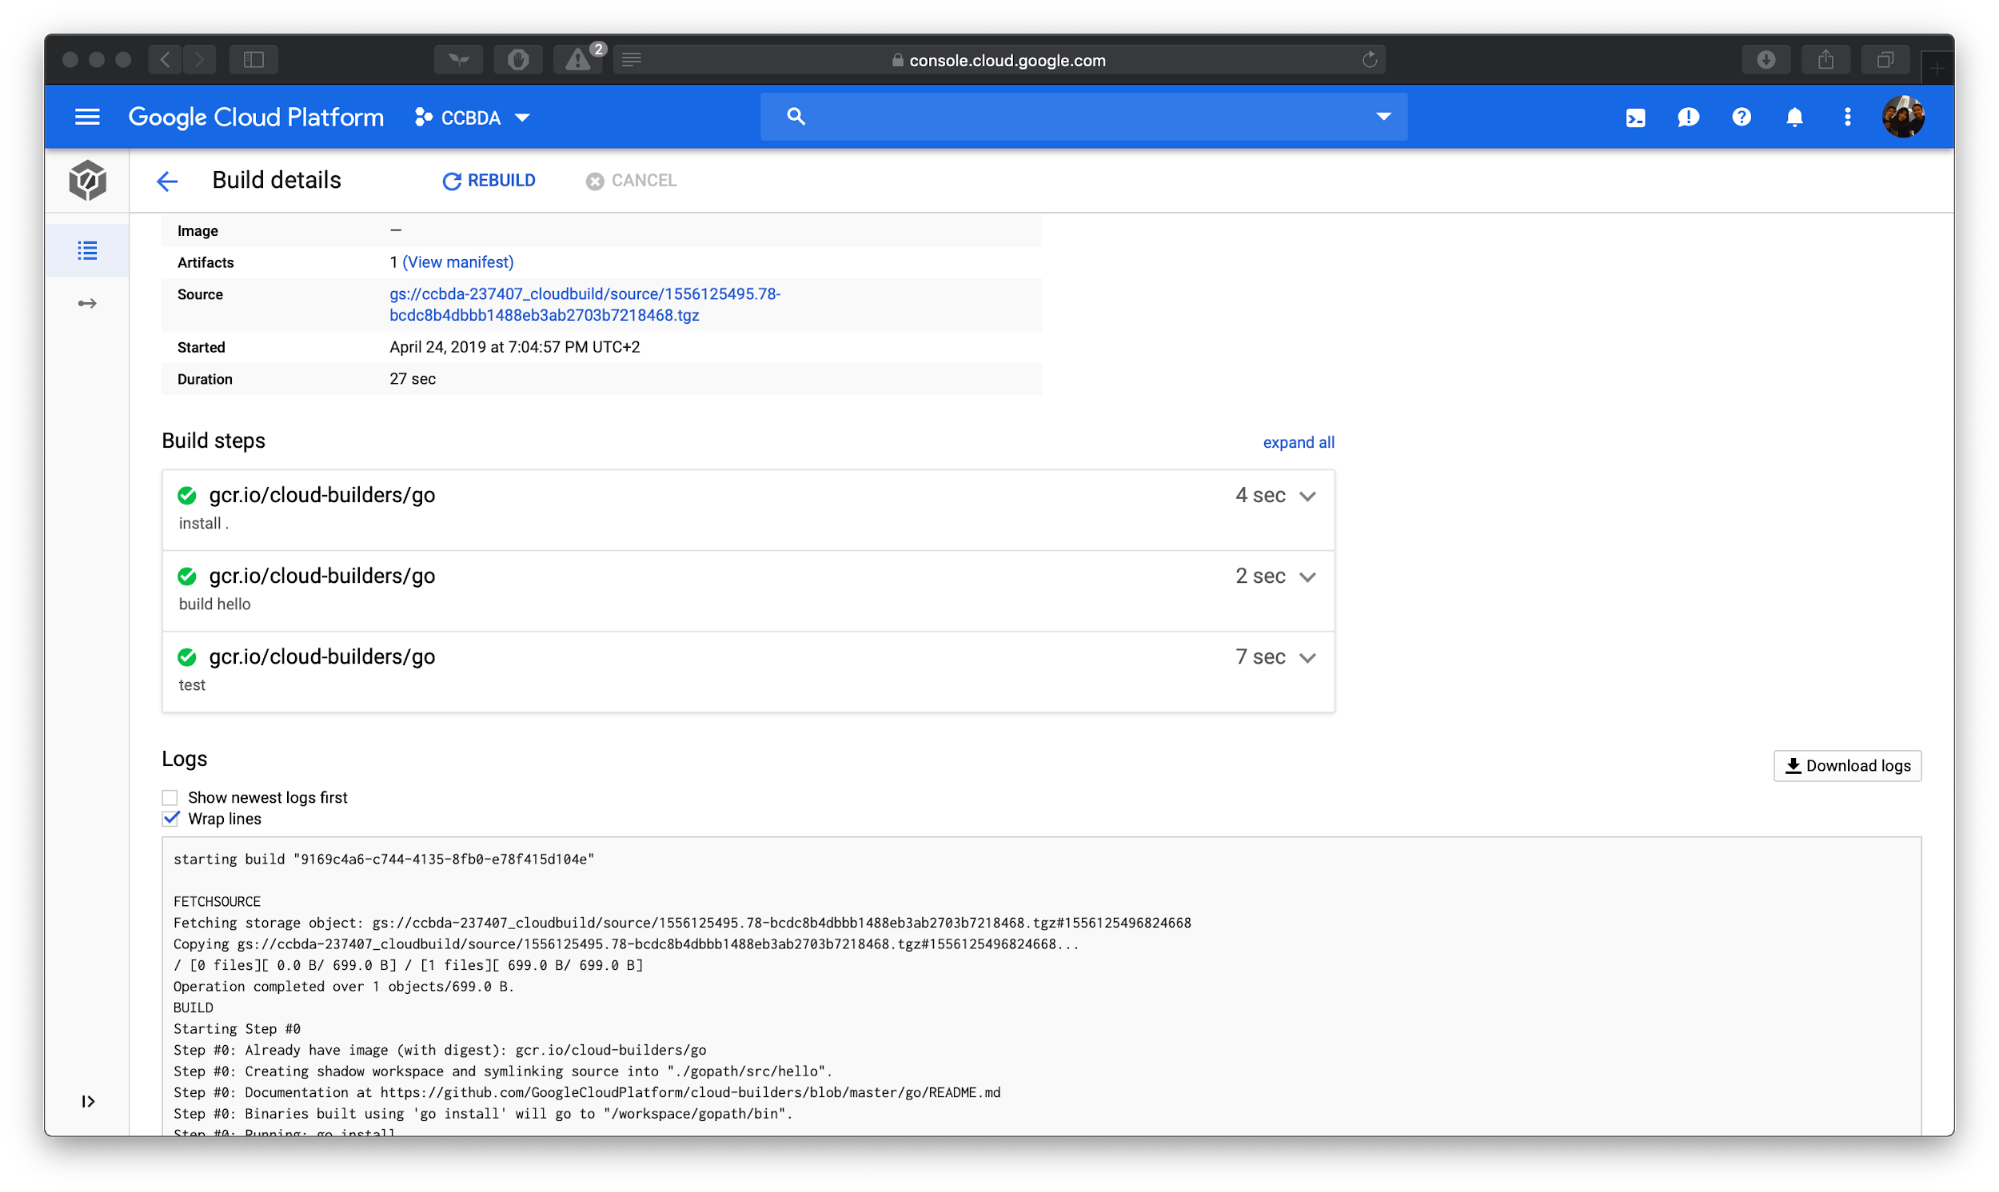 2
console.cloud.google.com
Google Cloud Platform
CCBDA
Build details
REBUILD
CANCEL
Image —
Artifacts 1 (View manifest)
Source gs://ccbda-237407_cloudbuild/source/1556125495.78-
bcdc8b4dbbb1488eb3ab2703b7218468.tgz
Started April 24, 2019 at 7:04:57 PM UTC+2
Duration 27 sec
Build steps
expand all
gcr.io/cloud-builders/go 4 sec
install .
gcr.io/cloud-builders/go 2 sec
build hello
gcr.io/cloud-builders/go 7 sec
test
Logs
Download logs
Show newest logs first
Wrap lines
starting build "9169c4a6-c744-4135-8fb0-e78f415d104e"
FETCHSOURCE
Fetching storage object: gs://ccbda-237407_cloudbuild/source/1556125495.78-bcdc8b4dbbb1488eb3ab2703b7218468.tgz#1556125496824668
Copying gs://ccbda-237407_cloudbuild/source/1556125495.78-bcdc8b4dbbb1488eb3ab2703b7218468.tgz#1556125496824668...
/ [0 files][ 0.0 B/ 699.0 B] / [1 files][ 699.0 B/ 699.0 B]
Operation completed over 1 objects/699.0 B.
BUILD
Starting Step #0
Step #0: Already have image (with digest): gcr.io/cloud-builders/go
Step #0: Creating shadow workspace and symlinking source into "./gopath/src/hello".
Step #0: Documentation at https://github.com/GoogleCloudPlatform/cloud-builders/blob/master/go/README.md
Step #0: Binaries built using 'go install' will go to "/workspace/gopath/bin".
Step #0: Running: go install